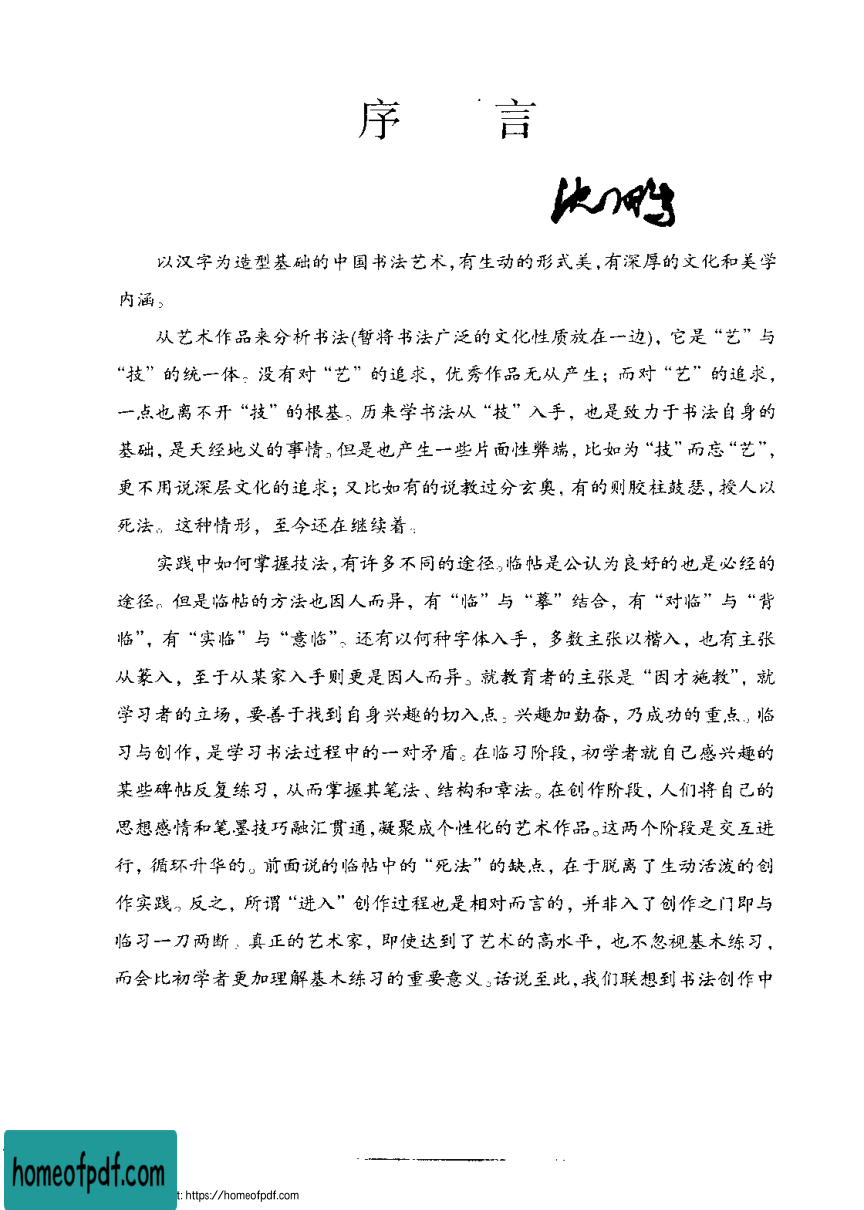 序 言
沈鹏
以汉字为造型基础的中国书法艺术,有生动的形式美,有深厚的文化和美学
内涵。
从艺术作品来分析书法(暂将书法广泛的文化性质放在一边),它是“艺”与
“技”的统一体。没有对“艺”的追求,优秀作品无从产生;而对“艺”的追求,
一点也离不开“技”的根基。历来学书法从“技”入手,也是致力于书法自身的
基础,是天经地义的事情。但是也产生一些片面性弊端,比如为“技”而忘“艺”,
更不用说深层文化的追求;又比如有的说教过分玄奥,有的则胶柱鼓瑟,授人以
死法。这种情形,至今还在继续着。
实践中如何掌握技法,有许多不同的途径。临帖是公认为良好的也是必经的
途径。但是临帖的方法也因人而异,有“临”与“摹”结合,有“对临”与“背
临”,有“实临”与“意临”。还有以何种字体入手,多数主张以楷入,也有主张
从篆入,至于从某家入手则更是因人而异。就教育者的主张是“因才施教”,就
学习者的立场,要善于找到自身兴趣的切入点。兴趣加勤奋,乃成功的重点。临
习与创作,是学习书法过程中的一对矛盾。在临习阶段,初学者就自己感兴趣的
某些碑帖反复练习,从而掌握其笔法、结构和章法。在创作阶段,人们将自己的
思想感情和笔墨技巧融汇贯通,凝聚成个性化的艺术作品。这两个阶段是交互进
行,循环升华的。前面说的临帖中的“死法”的缺点,在于脱离了生动活泼的创
作实践。反之,所谓“进入”创作过程也是相对而言的,并非入了创作之门即与
临习一刀两断。真正的艺术家,即使达到了艺术的高水平,也不忽视基本练习,
而会比初学者更加理解基本练习的重要意义。话说至此,我们联想到书法创作中
homeofpdf.com
t: https://homeofpdf.com